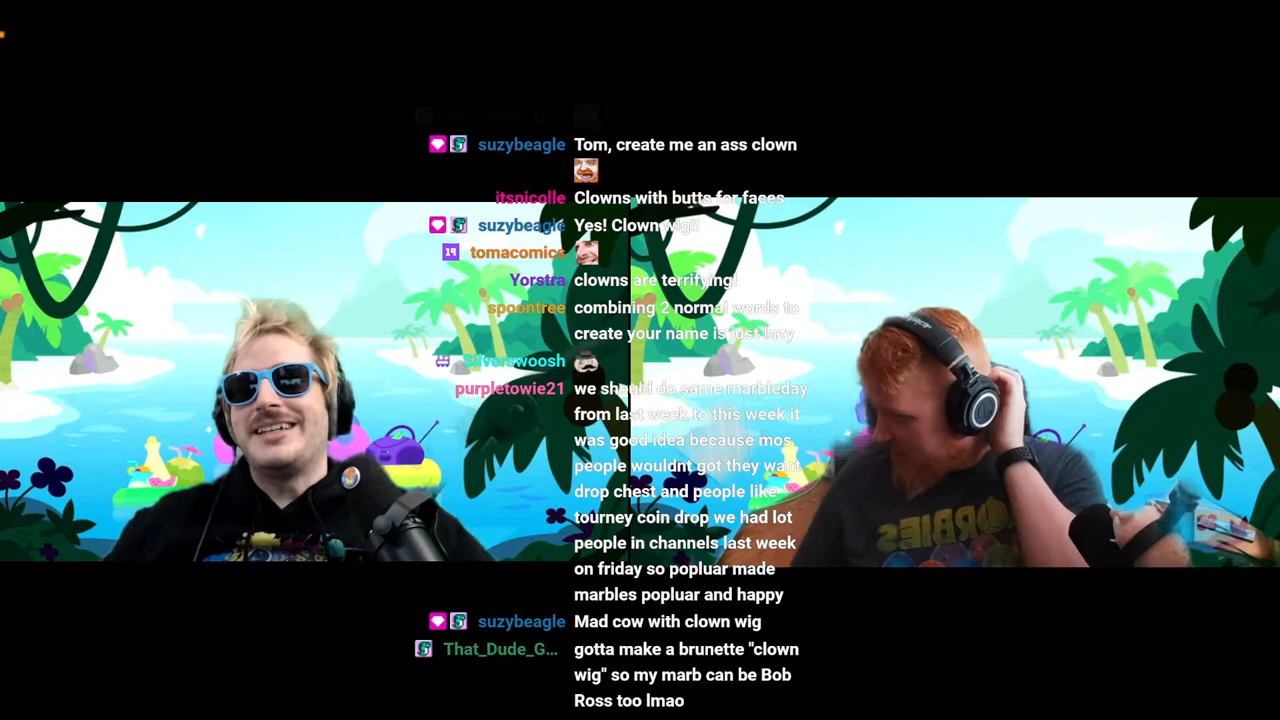 suzybeagle Tom, create me an ass clown
itsnicolle Clowns with butts for faces
suzybeagle Yes! Clown wig!!
19 tomacomics
Yorstra clowns are terrifying!
spoontree combining 2 normal words to
create your name is just lazy
Silverswoosh
purpletowie21 we should do same marbleday
from last week to this week it
was good idea because mos
people wouldnt got they want
drop chest and people like
tourney coin drop we had lot
people in channels last week
on friday so popluar made
marbles popluar and happy
suzybeagle Mad cow with clown wig
That_Dude_G... gotta make a brunette "clown
wig" so my marb can be Bob
Ross too lmao